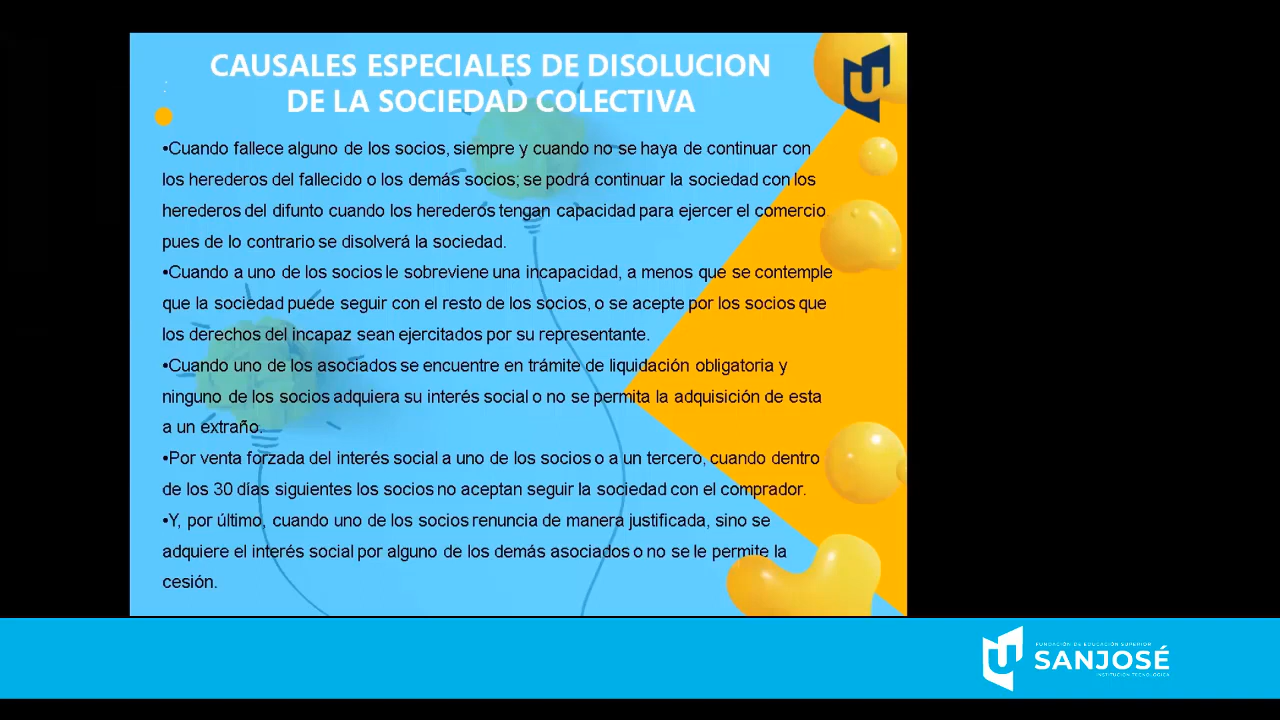 CAUSALES ESPECIALES DE DISOLUCION
DE LA SOCIEDAD COLECTIVA
•Cuando fallece alguno de los socios, siempre y cuando no se haya de continuar con
los herederos del fallecido o los demás socios; se podrá continuar la sociedad con los
herederos del difunto cuando los herederos tengan capacidad para ejercer el comercio
pues de lo contrario se disolverá la sociedad.
•Cuando a uno de los socios le sobreviene una incapacidad, a menos que se contemple
que la sociedad puede seguir con el resto de los socios, o se acepte por los socios que
los derechos del incapaz sean ejercitados por su representante.
•Cuando uno de los asociados se encuentre en trámite de liquidación obligatoria y
ninguno de los socios adquiera su interés social o no se permita la adquisición de esta
a un extraño.
•Por venta forzada del interés social a uno de los socios o a un tercero, cuando dentro
de los 30 días siguientes los socios no aceptan seguir la sociedad con el comprador.
•Y, por último, cuando uno de los socios renuncia de manera justificada, sino se
adquiere el interés social por alguno de los demás asociados o no se le permite la
cesión.
FUNDACIÓN DE EDUCACIÓN SUPERIOR
SANJOSÉ
INSTITUCIÓN TECNOLÓGICA